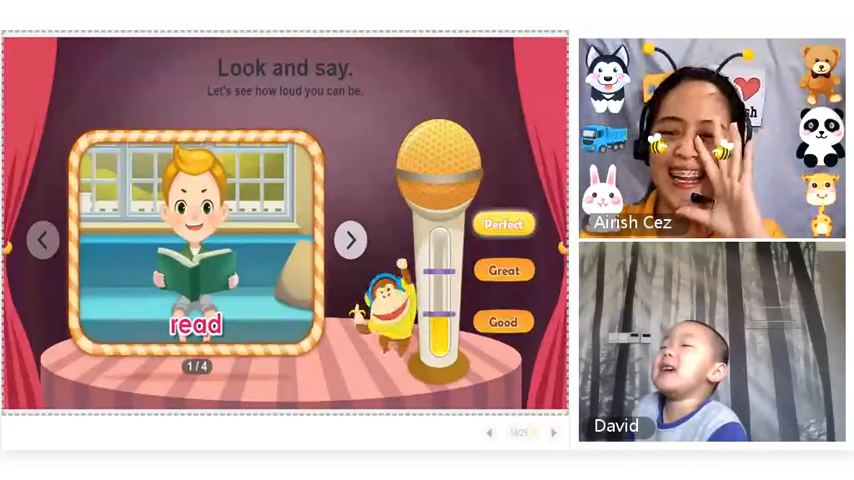 Look and say.
Let's see how loud you can be.
read
1 / 4
Perfect
Great
Good
Airish Cez
David